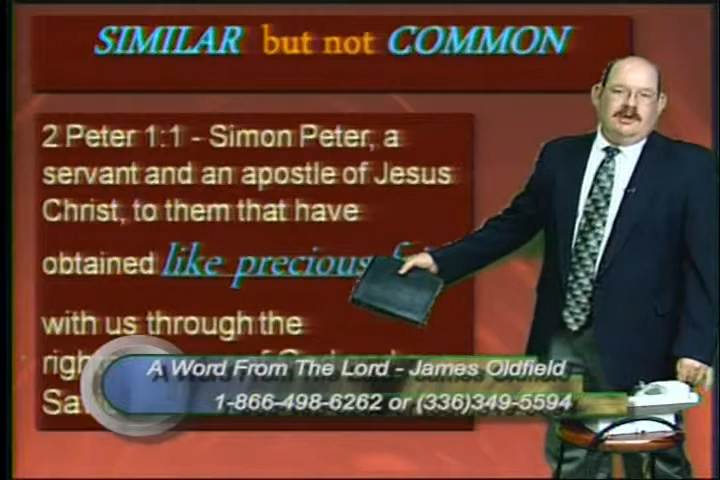 SIMILAR but not COMMON
2 Peter 1:1 - Simon Peter, a
servant and an apostle of Jesus
Christ, to them that have
obtained like precious
with us through the
A Word From The Lord - James Oldfield
1-866-498-6262 or (336)349-5594